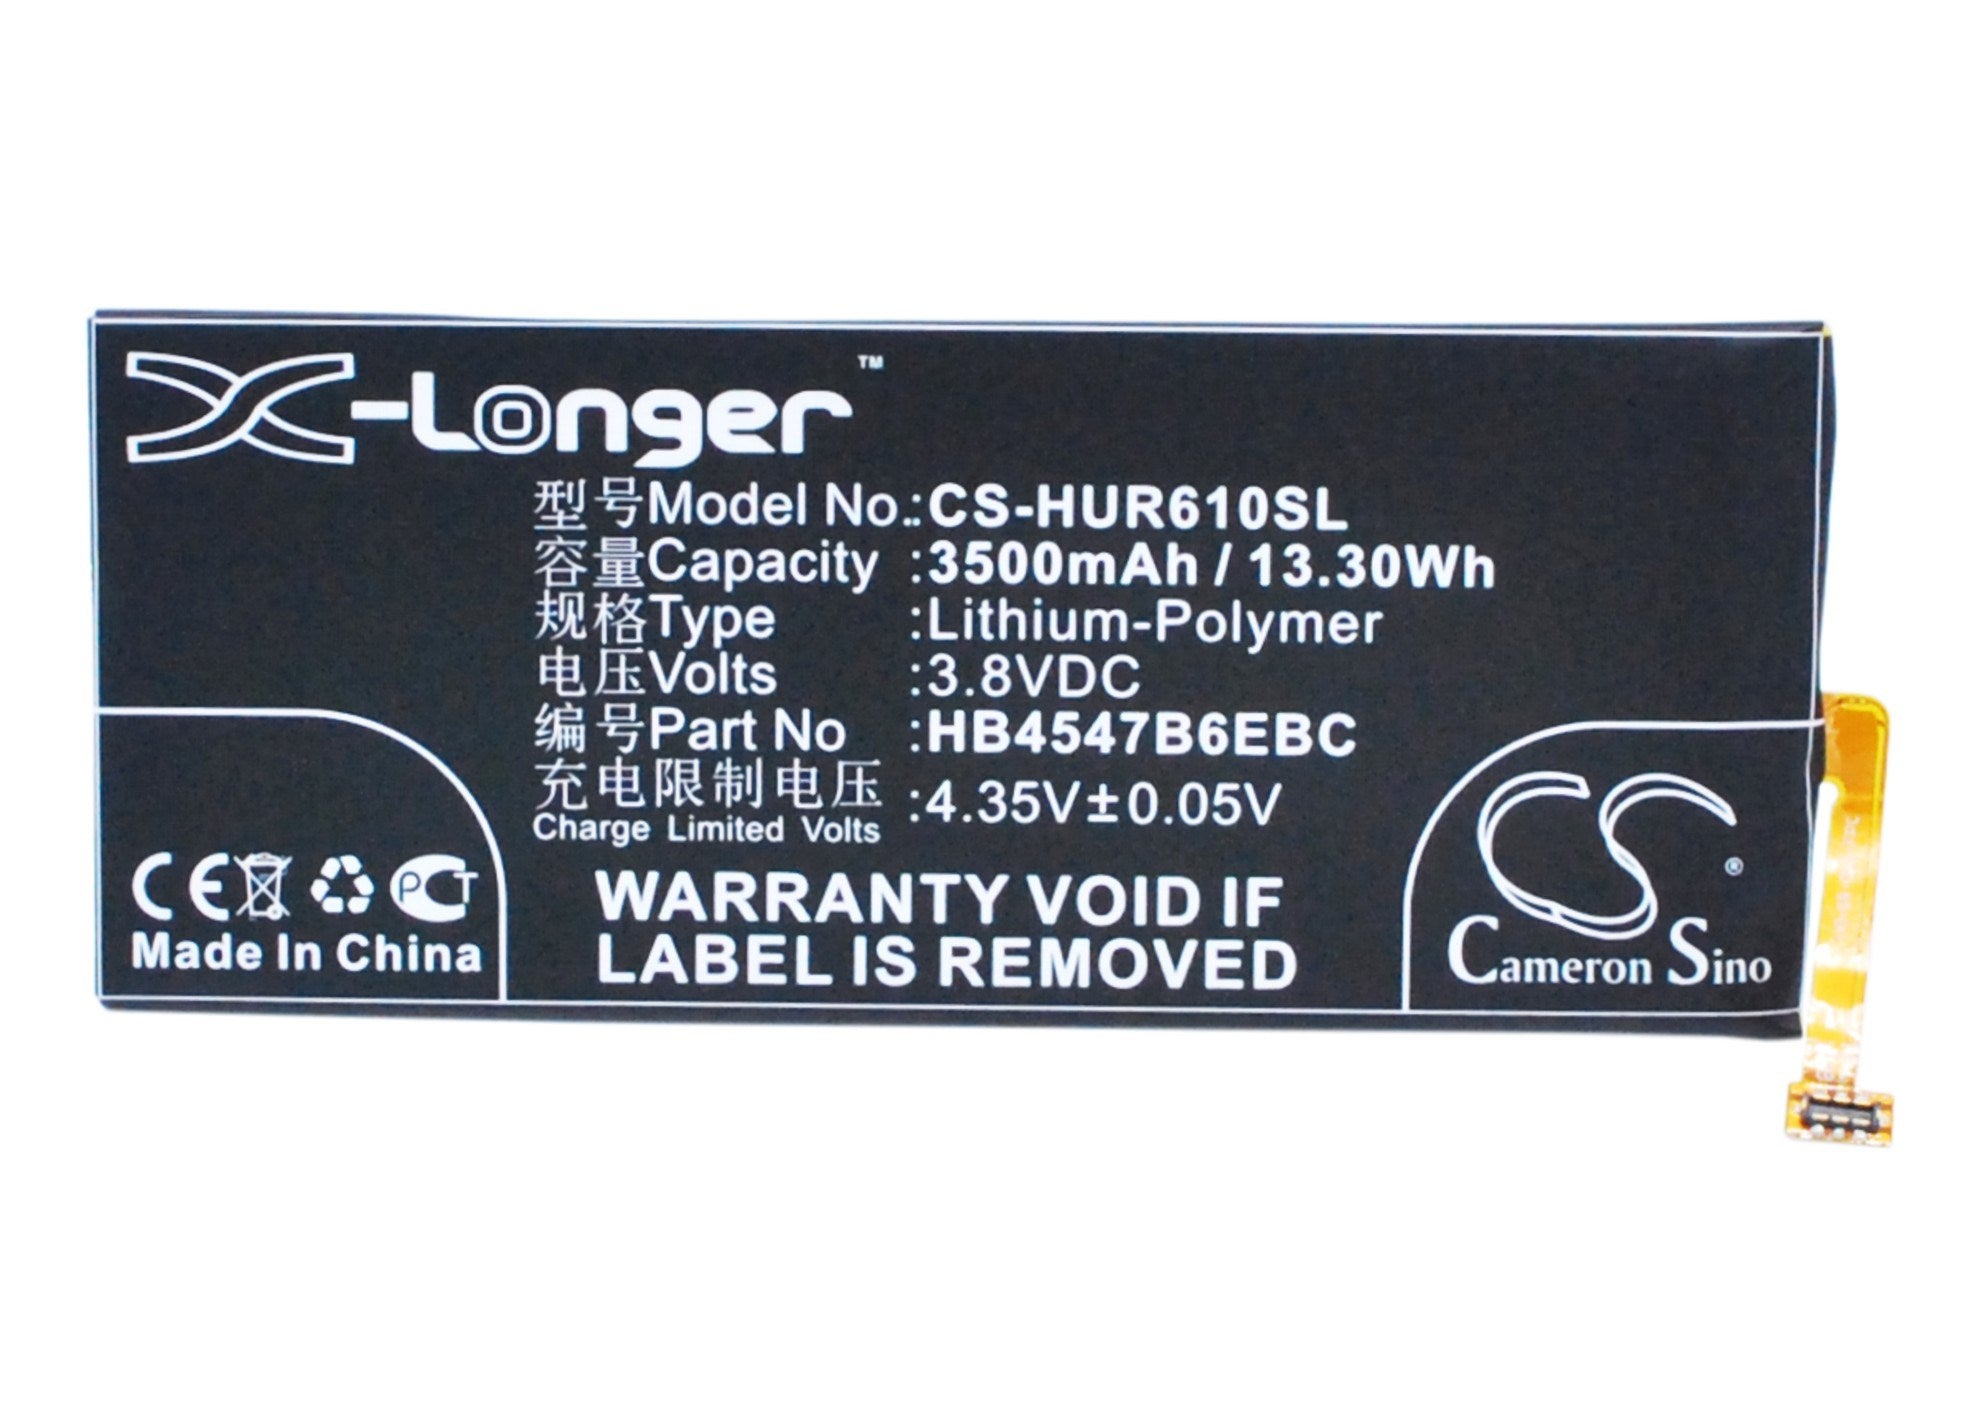 X-Longer™
型号Model No.:CS-HUR610SL
容量Capacity :3500mAh / 13.30Wh
规格Type :Lithium-Polymer
电压Volts :3.8VDC
编号Part No :HB4547B6EBC
充电限制电压 :4.35V±0.05V
Charge Limited Volts
CE PCT
Made In China
WARRANTY VOID IF
LABEL IS REMOVED
CS®
Cameron Sino